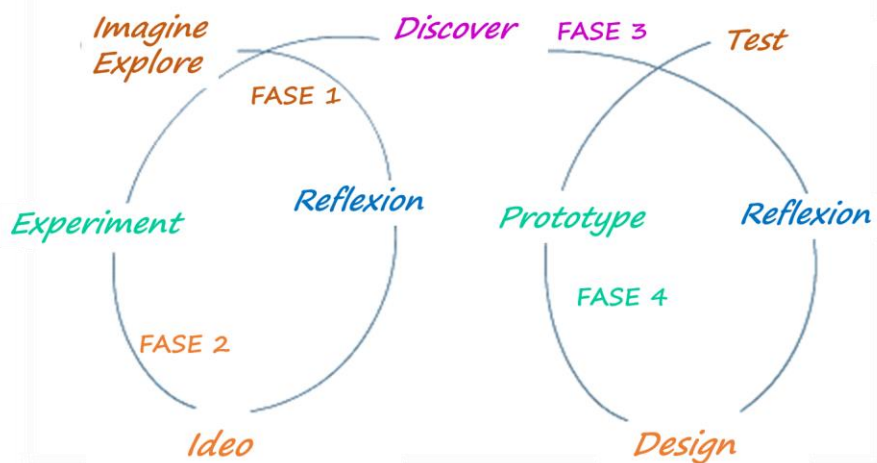 Imagine
Explore
Discover
FASE 3
Test
FASE 1
Experiment
Reflexion
Prototype
Reflexion
FASE 2
FASE 4
Ideo
Design